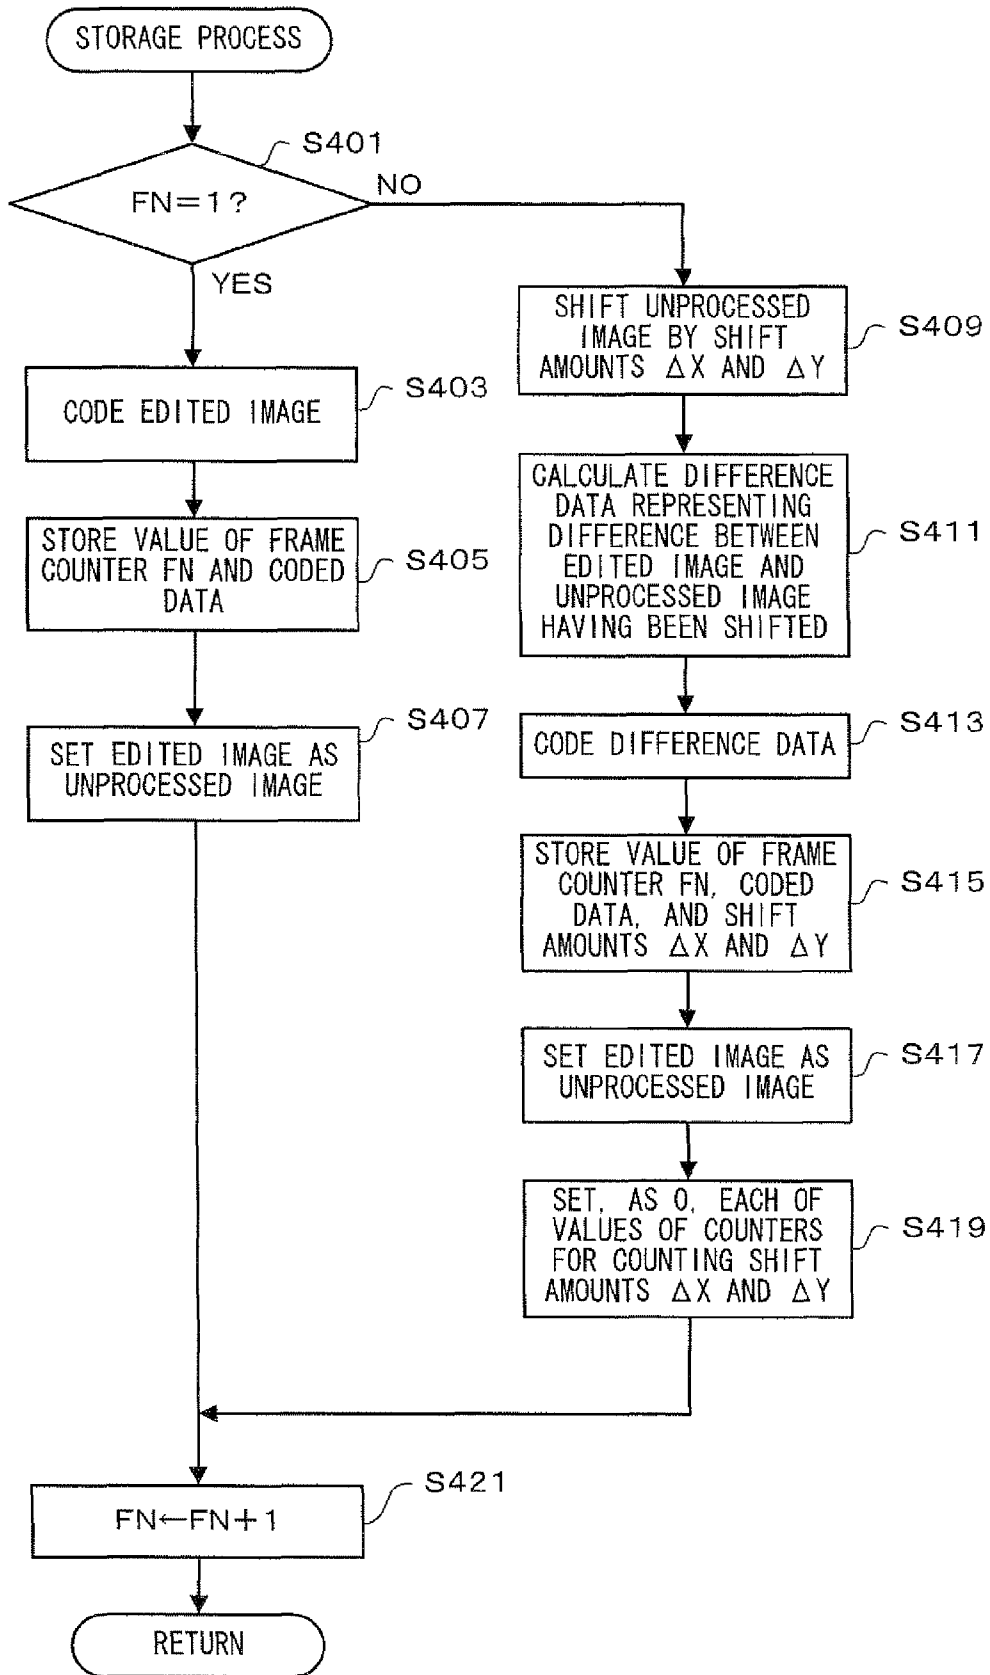 STORAGE PROCESS
S401
FN=1?
NO
YES
S403
CODE EDITED IMAGE
S405
STORE VALUE OF FRAME
COUNTER FN AND CODED
DATA
S407
SET EDITED IMAGE AS
UNPROCESSED IMAGE
SHIFT UNPROCESSED
IMAGE BY SHIFT
AMOUNTS ΔX AND ΔY
S409
CALCULATE DIFFERENCE
DATA REPRESENTING
DIFFERENCE BETWEEN
EDITED IMAGE AND
UNPROCESSED IMAGE
HAVING BEEN SHIFTED
S411
CODE DIFFERENCE DATA
S413
STORE VALUE OF FRAME
COUNTER FN, CODED
DATA, AND SHIFT
AMOUNTS ΔX AND ΔY
S415
SET EDITED IMAGE AS
UNPROCESSED IMAGE
S417
SET, AS 0, EACH OF
VALUES OF COUNTERS
FOR COUNTING SHIFT
AMOUNTS ΔX AND ΔY
S419
S421
FN←FN+1
RETURN